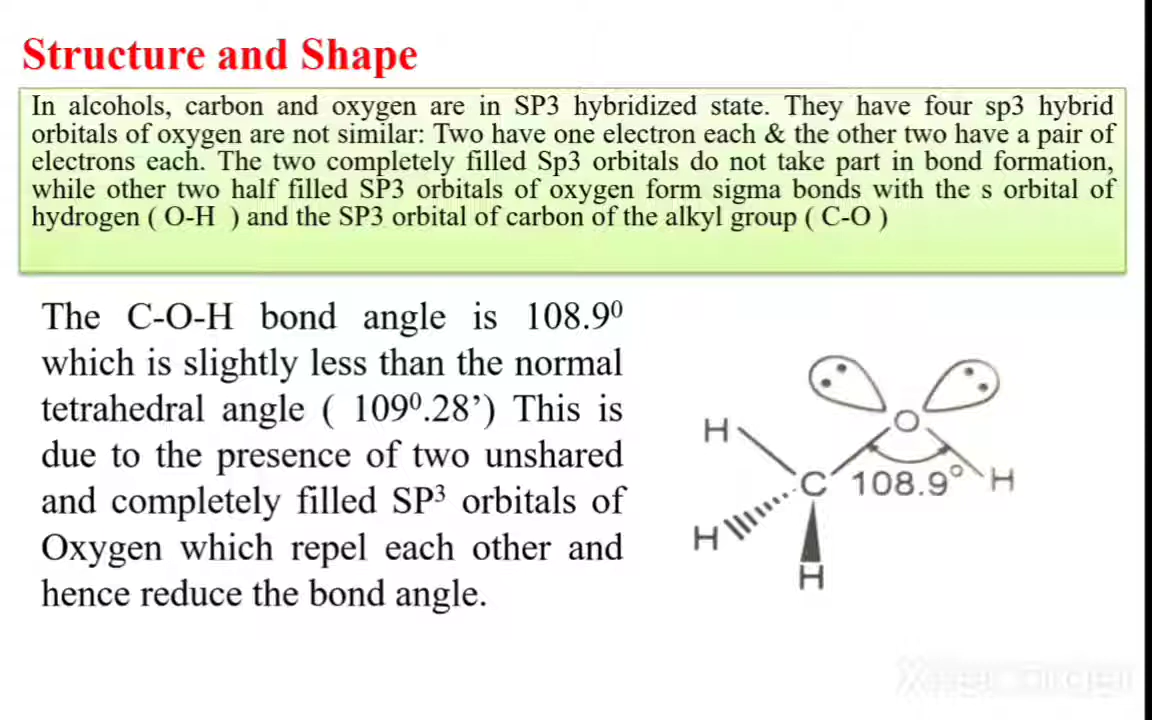 Structure and Shape
In alcohols, carbon and oxygen are in SP3 hybridized state. They have four sp3 hybrid
orbitals of oxygen are not similar: Two have one electron each & the other two have a pair of
electrons each. The two completely filled Sp3 orbitals do not take part in bond formation,
while other two half filled SP3 orbitals of oxygen form sigma bonds with the s orbital of
hydrogen ( O-H ) and the SP3 orbital of carbon of the alkyl group ( C-O )
The C-O-H bond angle is 108.9⁰
which is slightly less than the normal
tetrahedral angle ( 109⁰.28’) This is
due to the presence of two unshared
and completely filled SP³ orbitals of
Oxygen which repel each other and
hence reduce the bond angle.
O
H
C 108.9° H
H
H